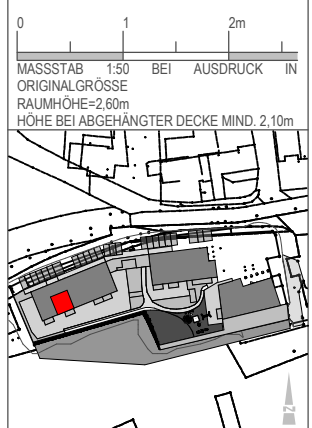 0 1 2m
MASSSTAB 1:50 BEI AUSDRUCK IN
ORIGINALGRÖSSE
RAUMHÖHE=2,60m
HÖHE BEI ABGEHÄNGTER DECKE MIND. 2,10m
N